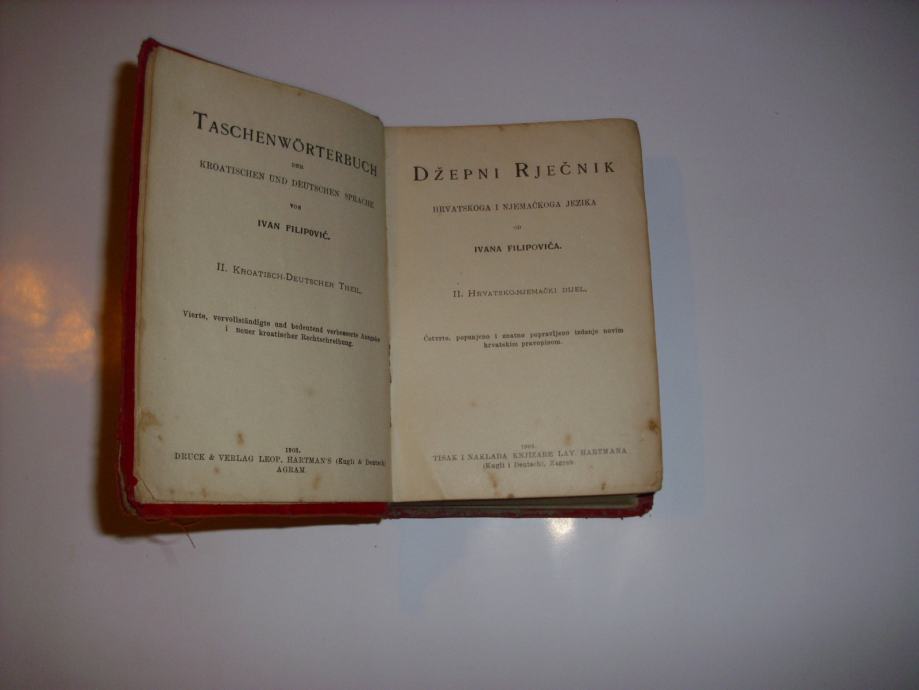 TASCHENWÖRTERBUCH
DER
KROATISCHEN UND DEUTSCHEN SPRACHE
VON
IVAN FILIPOVIĆ.
II. KROATISCH-DEUTSCHER THEIL.
Vierte, vervollständigte und bedeutend verbesserte Ausgabe
i neuer kroatischer Rechtschreibung.
DRUCK & VERLAG LEOP. HARTMAN'S (Kugli & Deutsch)
AGRAM.
DŽEPNI RJEČNIK
HRVATSKOGA I NJEMAČKOGA JEZIKA
OD
IVANA FILIPOVIĆA.
II. HRVATSKO-NJEMAČKI DIJEL.
Četvrto, popunjeno i znatno popravljeno izdanje novim
hrvatskim pravopisom.
TISAK I NAKLADA KNJIŽARE LAV. HARTMANA
(Kugli i Deutsch), Zagreb